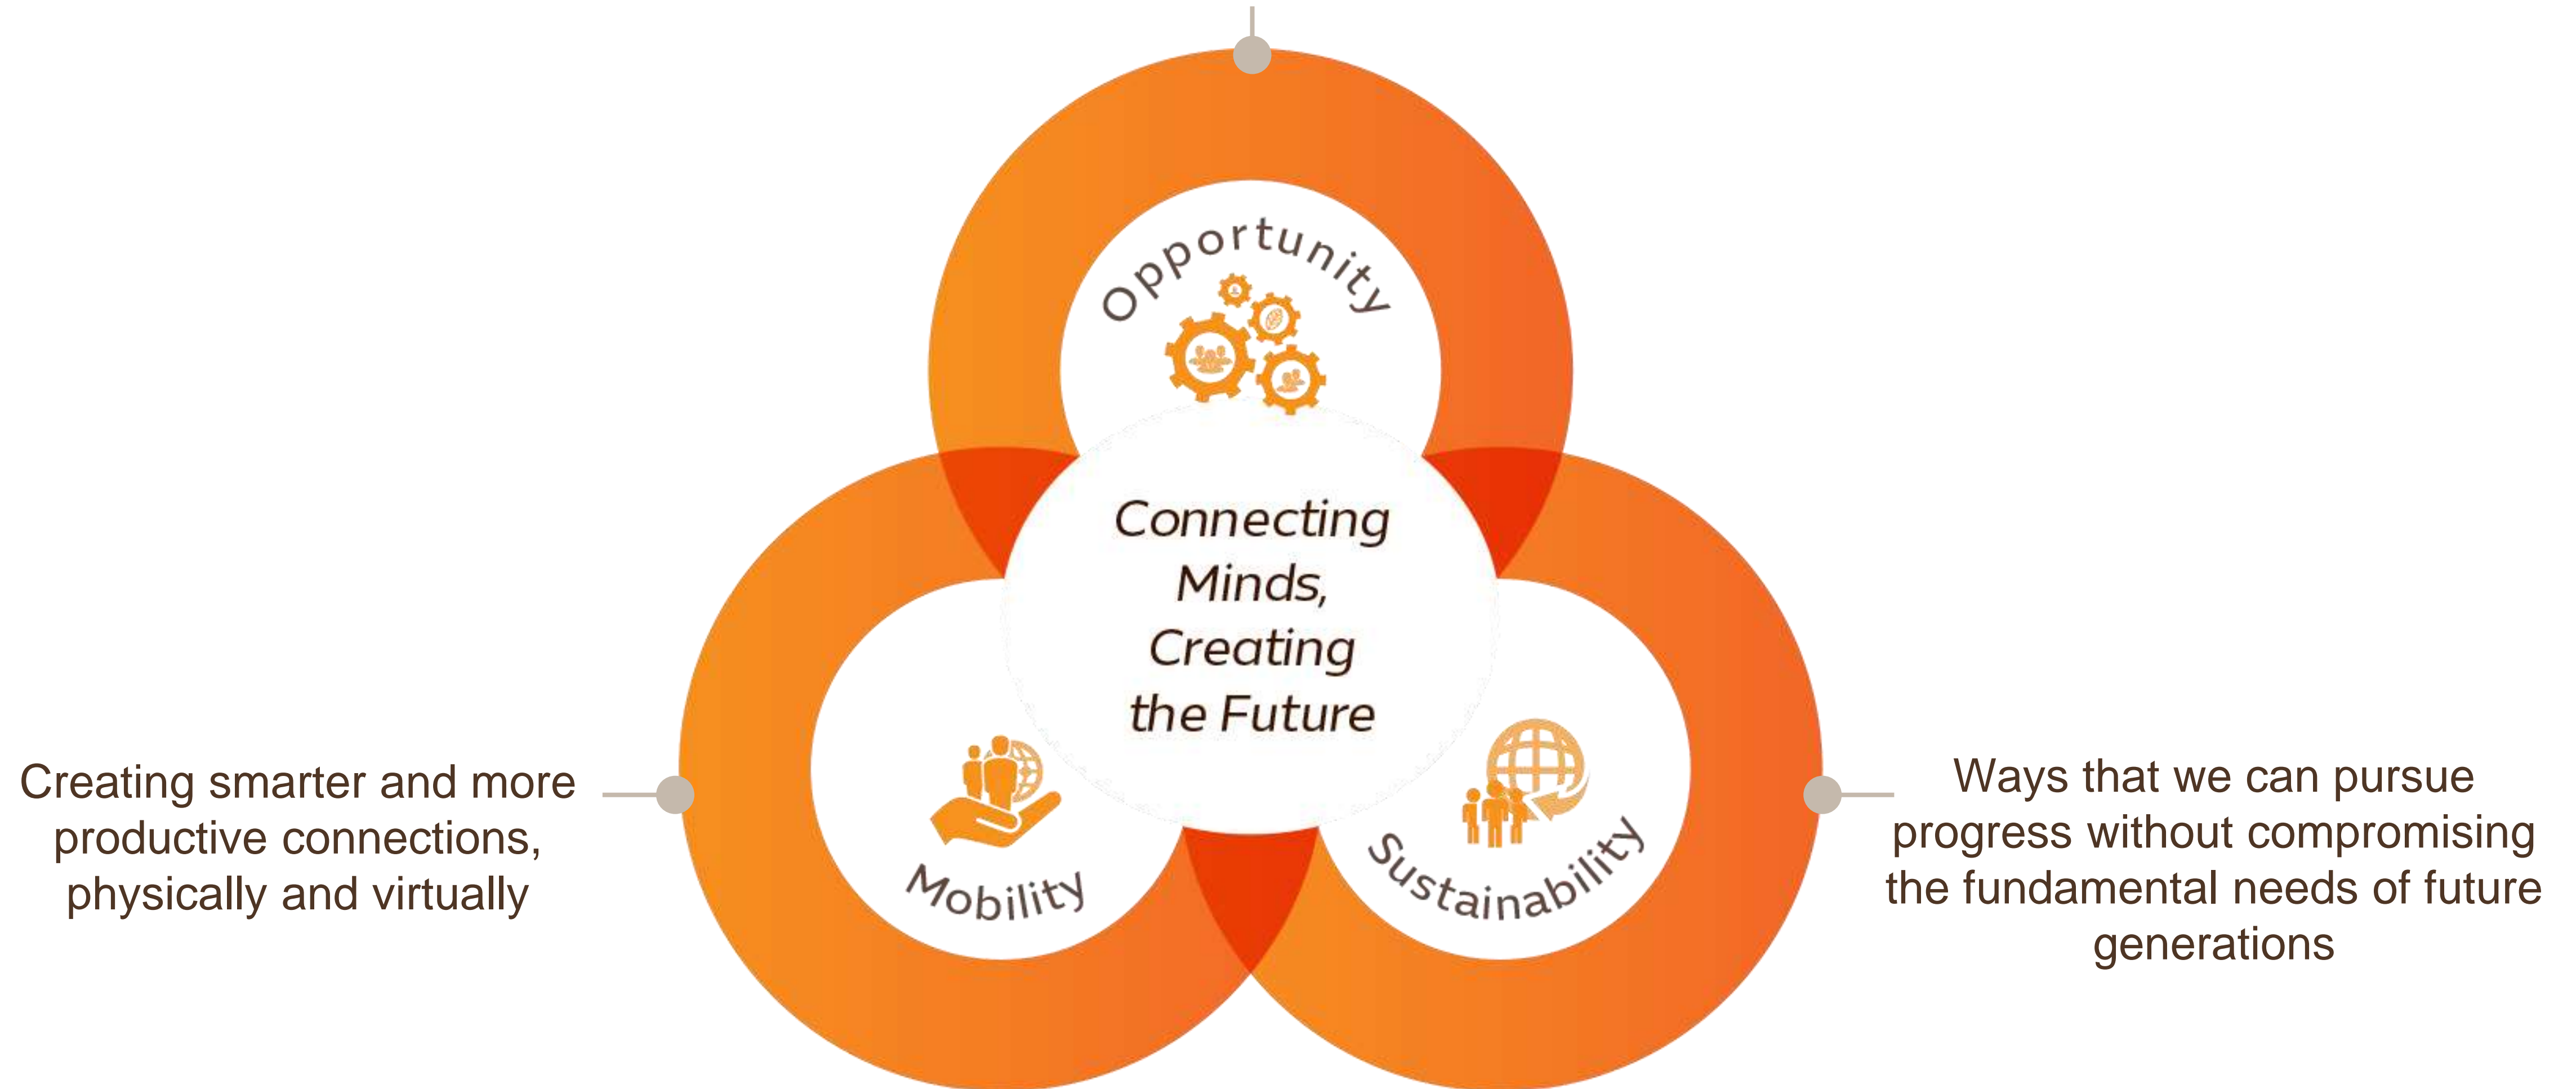 Opportunity
Connecting
Minds,
Creating
the Future
Mobility
Sustainability
Creating smarter and more
productive connections,
physically and virtually
Ways that we can pursue
progress without compromising
the fundamental needs of future
generations